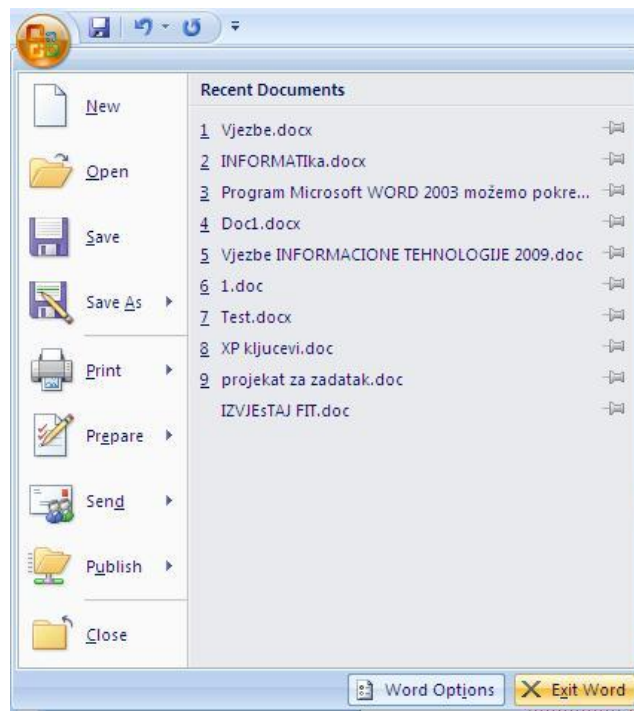 New
Open
Save
Save As
Print
Prepare
Send
Publish
Close
Recent Documents
1 Vjezbe.docx
2 INFORMATIka.docx
3 Program Microsoft WORD 2003 možemo pokre...
4 Doc1.docx
5 Vjezbe INFORMACIONE TEHNOLOGIJE 2009.doc
6 1.doc
7 Test.docx
8 XP kljucevi.doc
9 projekat za zadatak.doc
IZVJEsTAJ FIT.doc
Word Options
Exit Word